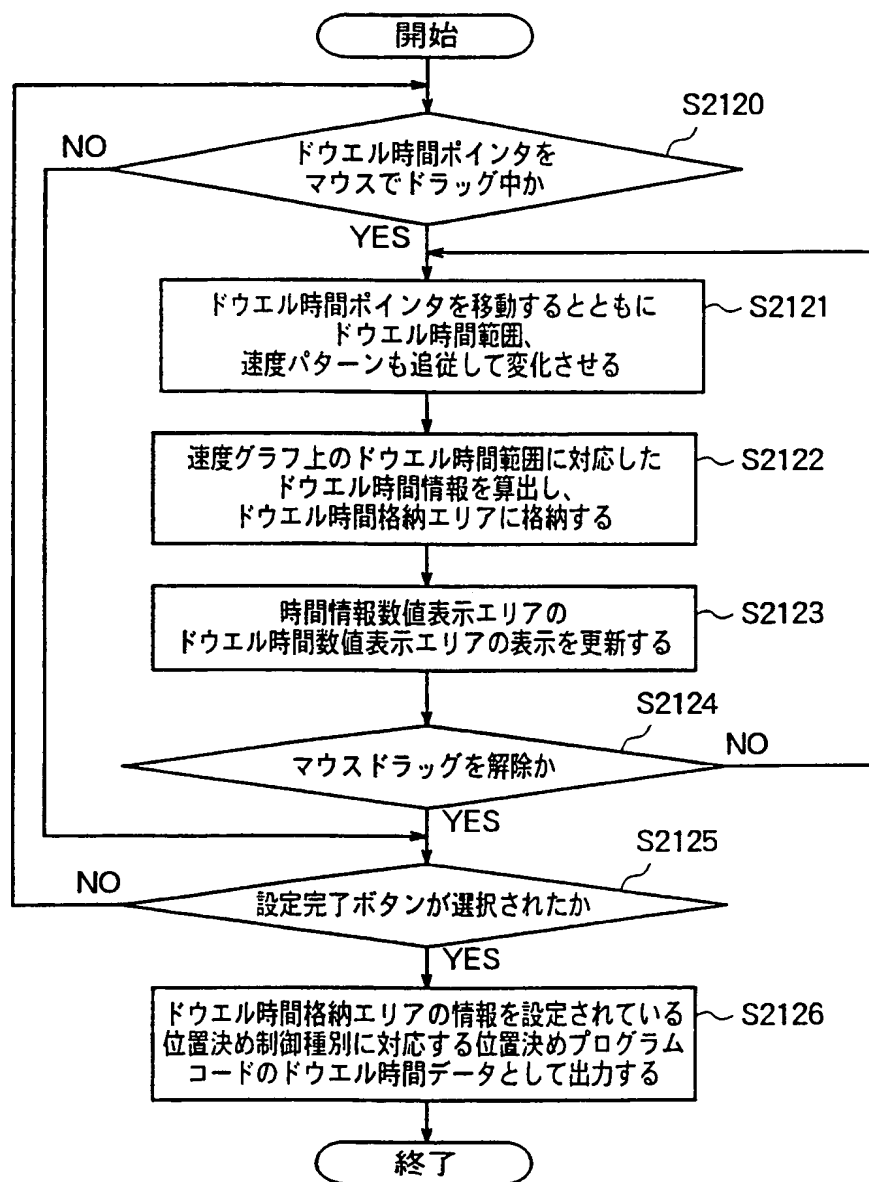 開始
S2120
NO
ドウエル時間ポインタを
マウスでドラッグ中か
YES
ドウエル時間ポインタを移動するとともに
ドウエル時間範囲、
速度パターンも追従して変化させる
S2121
速度グラフ上のドウエル時間範囲に対応した
ドウエル時間情報を算出し、
ドウエル時間格納エリアに格納する
S2122
時間情報数値表示エリアの
ドウエル時間数値表示エリアの表示を更新する
S2123
S2124
マウスドラッグを解除か
NO
YES
S2125
NO
設定完了ボタンが選択されたか
YES
ドウエル時間格納エリアの情報を設定されている
位置決め制御種別に対応する位置決めプログラム
コードのドウエル時間データとして出力する
S2126
終了